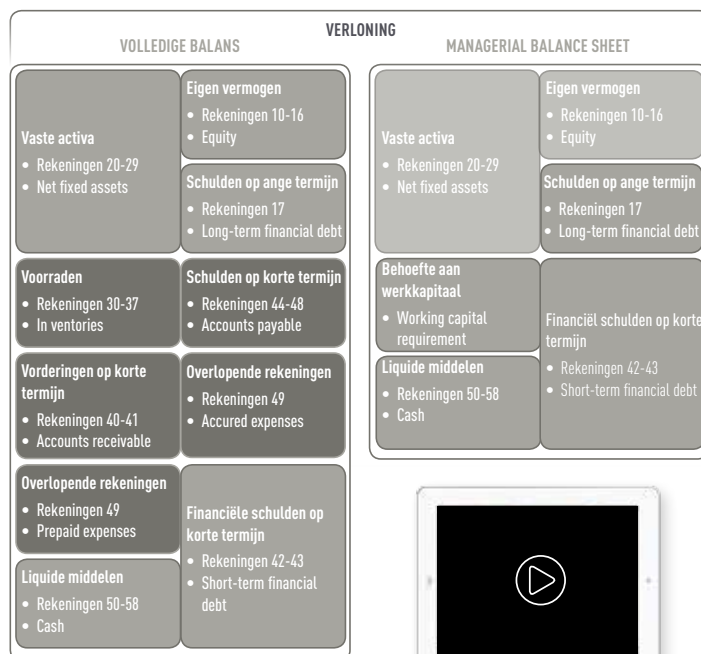 VERLONING
VOLLEDIGE BALANS
Vaste activa
• Rekeningen 20-29
• Net fixed assets
Eigen vermogen
• Rekeningen 10-16
• Equity
Schulden op ange termijn
• Rekeningen 17
• Long-term financial debt
Voorraden
• Rekeningen 30-37
• In ventories
Schulden op korte termijn
• Rekeningen 44-48
• Accounts payable
Vorderingen op korte
termijn
• Rekeningen 40-41
• Accounts receivable
Overlopende rekeningen
• Rekeningen 49
• Accured expenses
Overlopende rekeningen
• Rekeningen 49
• Prepaid expenses
Financiële schulden op
korte termijn
• Rekeningen 42-43
• Short-term financial
debt
Liquide middelen
• Rekeningen 50-58
• Cash
MANAGERIAL BALANCE SHEET
Vaste activa
• Rekeningen 20-29
• Net fixed assets
Eigen vermogen
• Rekeningen 10-16
• Equity
Schulden op ange termijn
• Rekeningen 17
• Long-term financial debt
Behoefte aan
werkkapitaal
• Working capital
requirement
Financiël schulden op korte
termijn
• Rekeningen 42-43
• Short-term financial debt
Liquide middelen
• Rekeningen 50-58
• Cash